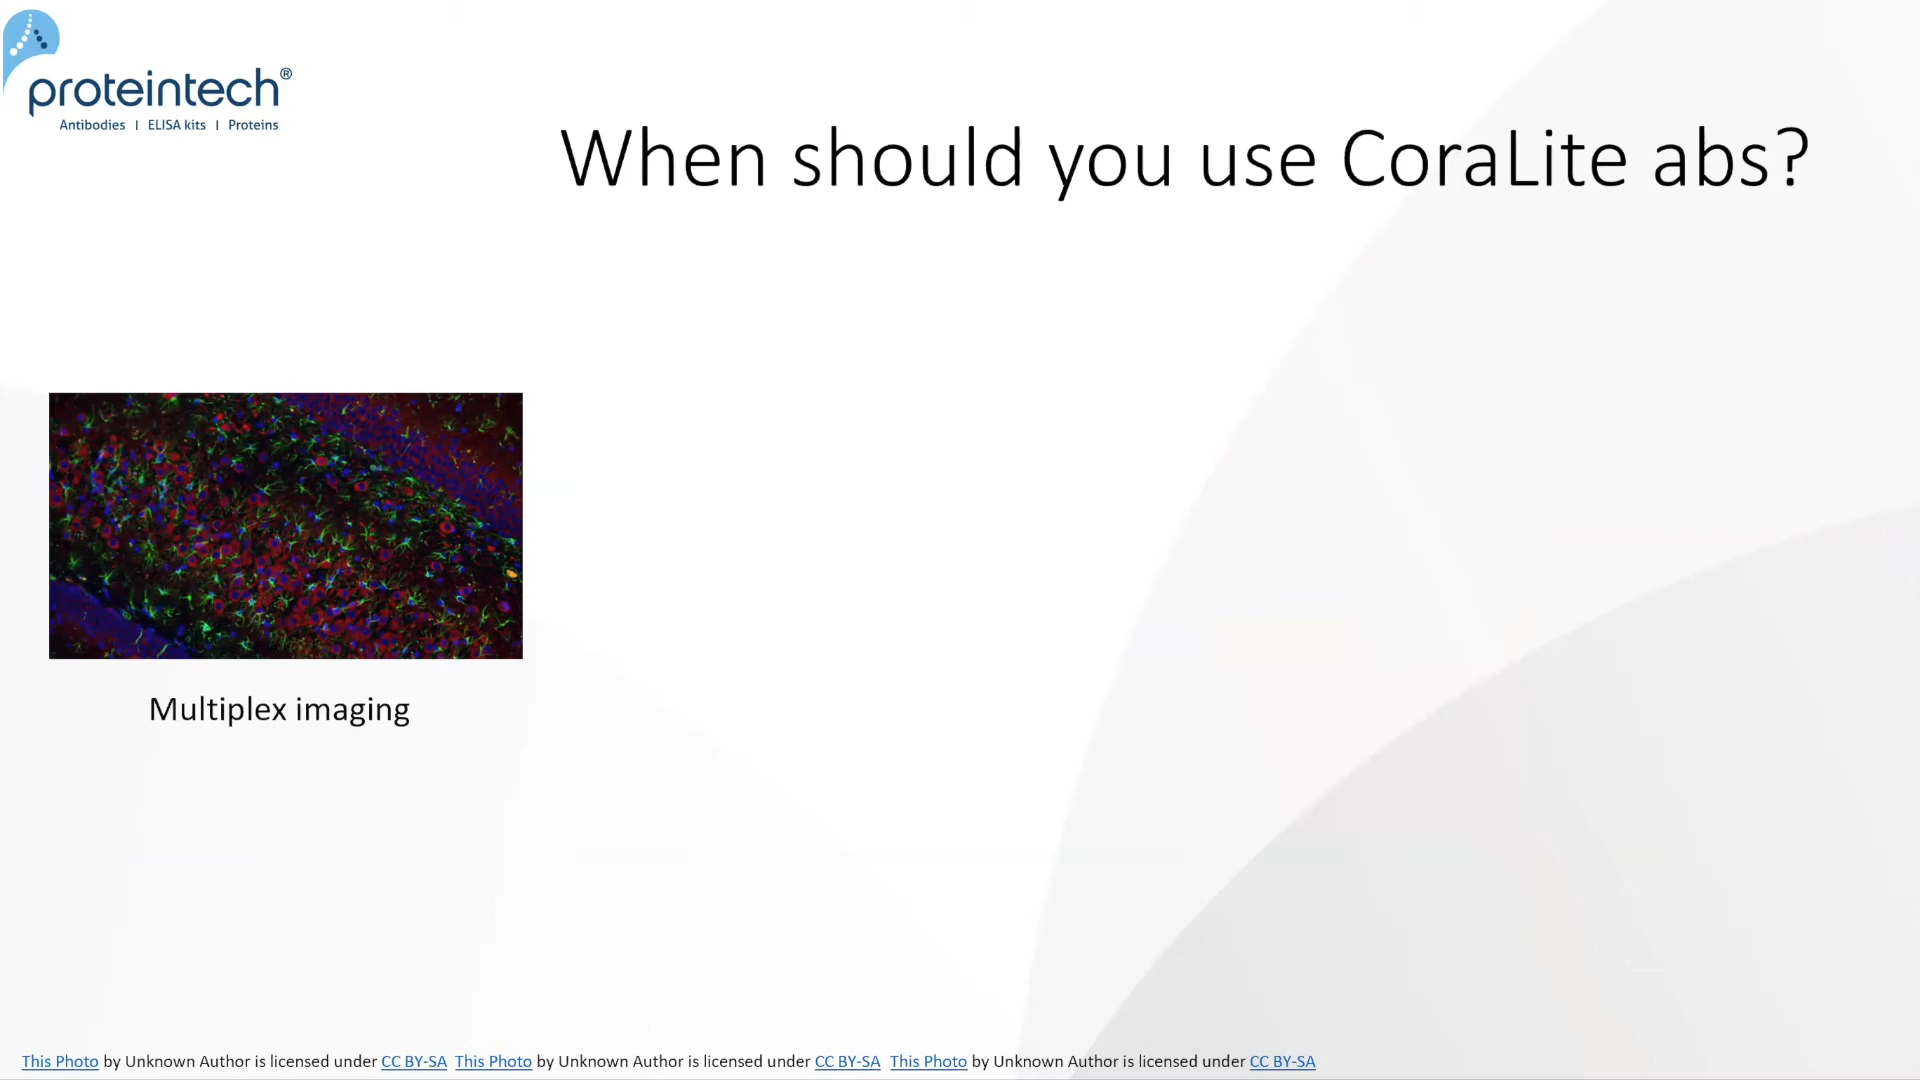 proteintech®
Antibodies | ELISA kits | Proteins
When should you use CoraLite abs?
Multiplex imaging
This Photo by Unknown Author is licensed under CC BY-SA This Photo by Unknown Author is licensed under CC BY-SA This Photo by Unknown Author is licensed under CC BY-SA